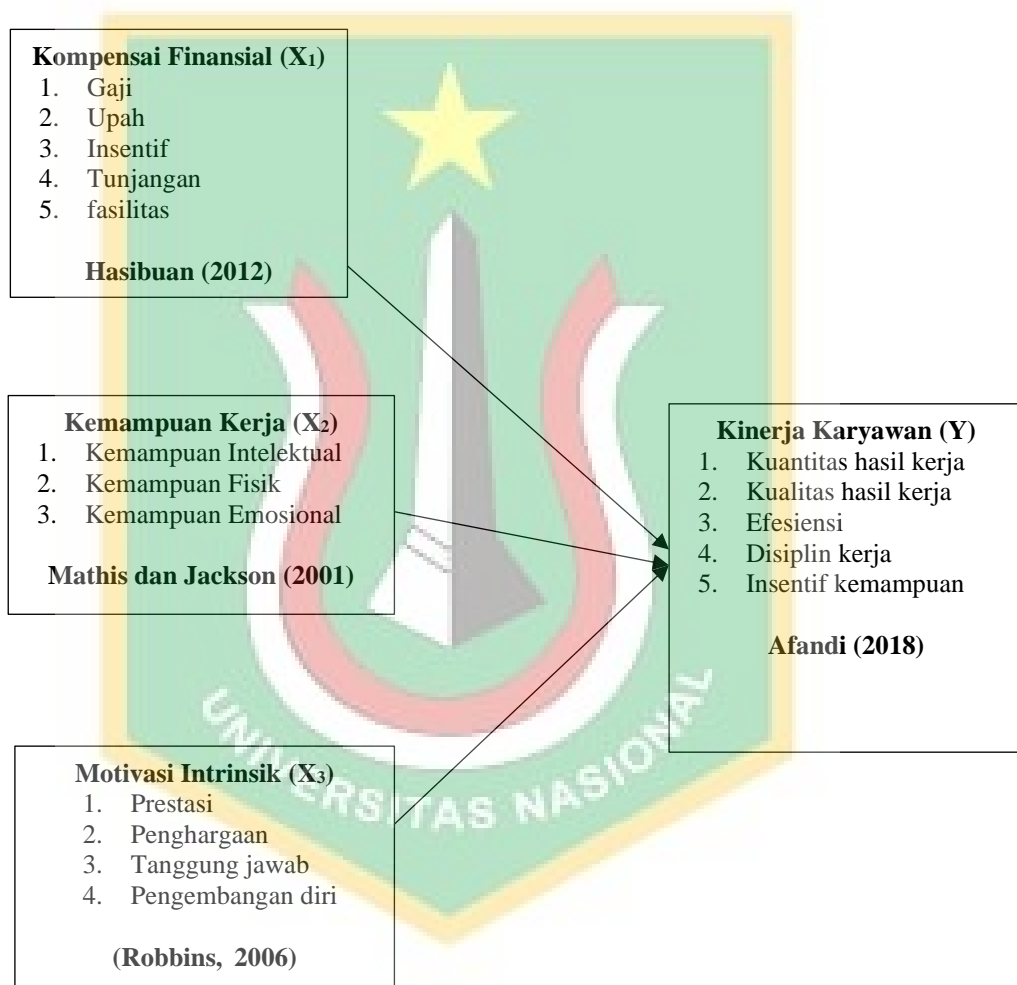 Kompensai Finansial (X₁)
1. Gaji
2. Upah
3. Insentif
4. Tunjangan
5. fasilitas
Hasibuan (2012)
Kemampuan Kerja (X₂)
1. Kemampuan Intelektual
2. Kemampuan Fisik
3. Kemampuan Emosional
Mathis dan Jackson (2001)
Motivasi Intrinsik (X₃)
1. Prestasi
2. Penghargaan
3. Tanggung jawab
4. Pengembangan diri
(Robbins, 2006)
Kinerja Karyawan (Y)
1. Kuantitas hasil kerja
2. Kualitas hasil kerja
3. Efesiensi
4. Disiplin kerja
5. Insentif kemampuan
Afandi (2018)
UNIVERSITAS NASIONAL